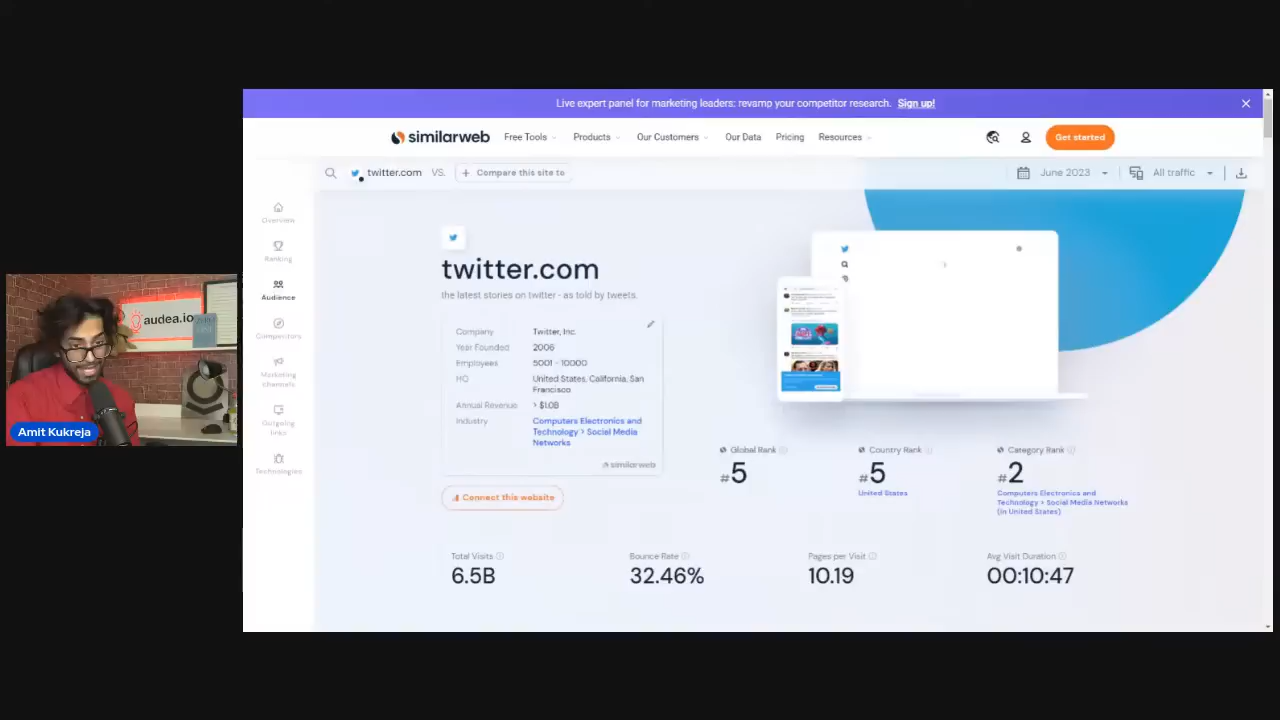 Live expert panel for marketing leaders: revamp your competitor research. Sign up!
similarweb Free Tools Products Our Customers Our Data Pricing Resources Get started
twitter.com VS. + Compare this site to June 2023 All traffic
Overview
Ranking
Audience
Competitors
Marketing channels
Outgoing links
Technologies
twitter.com
the latest stories on twitter - as told by tweets.
Company Twitter, Inc.
Year Founded 2006
Employees 5001 - 10000
HQ United States, California, San
Francisco
Annual Revenue > $1.0B
Industry Computers Electronics and
Technology > Social Media
Networks
similarweb
Connect this website
Global Rank
#5
Country Rank
#5
United States
Category Rank
#2
Computers Electronics and
Technology > Social Media Networks
(In United States)
Total Visits
6.5B
Bounce Rate
32.46%
Pages per Visit
10.19
Avg Visit Duration
00:10:47
audea.io
Amit Kukreja